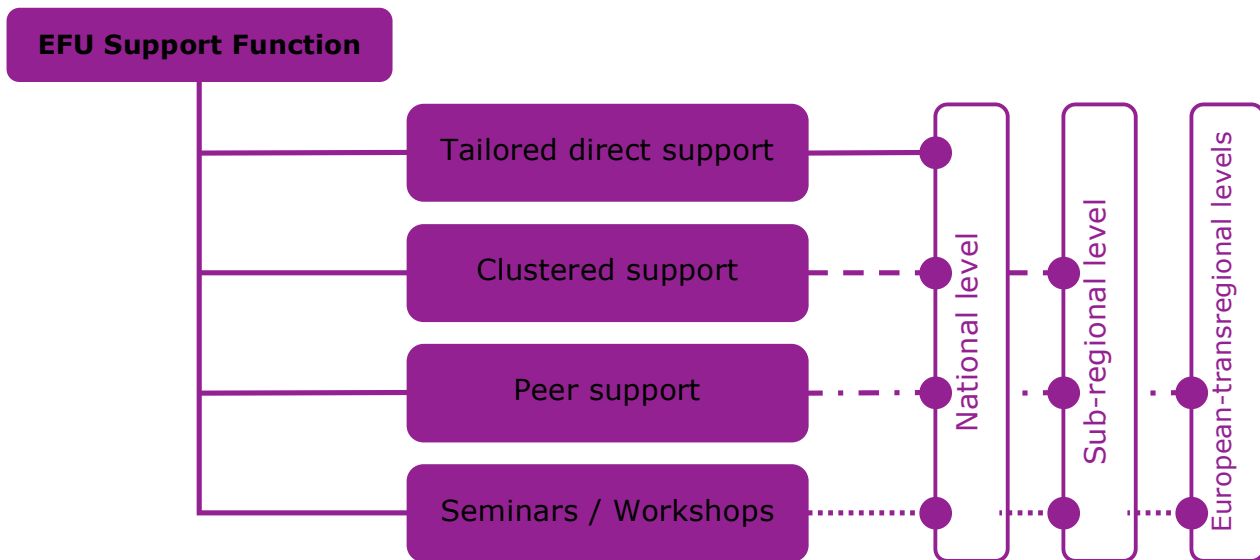 EFU Support Function
Tailored direct support
Clustered support
Peer support
Seminars / Workshops
National level
Sub-regional level
European-transregional levels